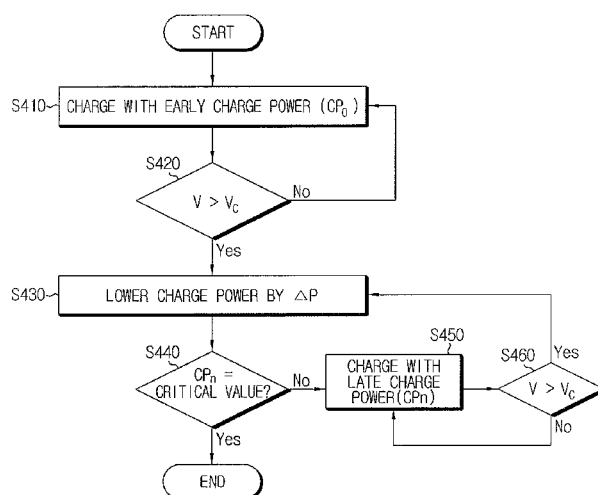 START
S410
CHARGE WITH EARLY CHARGE POWER (CP₀)
S420
V > Vc
No
Yes
S430
LOWER CHARGE POWER BY △P
S440
CPn =
CRITICAL VALUE?
No
Yes
S450
CHARGE WITH
LATE CHARGE
POWER(CPn)
S460
V > Vc
Yes
No
END